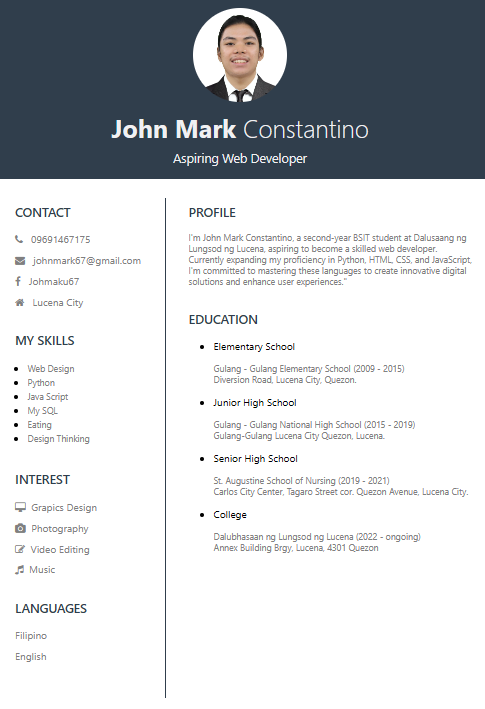 John Mark Constantino
Aspiring Web Developer
CONTACT
09691467175
johnmark67@gmail.com
Johmaku67
Lucena City
MY SKILLS
Web Design
Python
Java Script
My SQL
Eating
Design Thinking
INTEREST
Grapics Design
Photography
Video Editing
Music
LANGUAGES
Filipino
English
PROFILE
I'm John Mark Constantino, a second-year BSIT student at Dalusaang ng
Lungsod ng Lucena, aspiring to become a skilled web developer.
Currently expanding my proficiency in Python, HTML, CSS, and JavaScript,
I'm committed to mastering these languages to create innovative digital
solutions and enhance user experiences."
EDUCATION
Elementary School
Gulang - Gulang Elementary School (2009 - 2015)
Diversion Road, Lucena City, Quezon.
Junior High School
Gulang - Gulang National High School (2015 - 2019)
Gulang-Gulang Lucena City Quezon, Lucena.
Senior High School
St. Augustine School of Nursing (2019 - 2021)
Carlos City Center, Tagaro Street cor. Quezon Avenue, Lucena City.
College
Dalubhasaan ng Lungsod ng Lucena (2022 - ongoing)
Annex Building Brgy, Lucena, 4301 Quezon